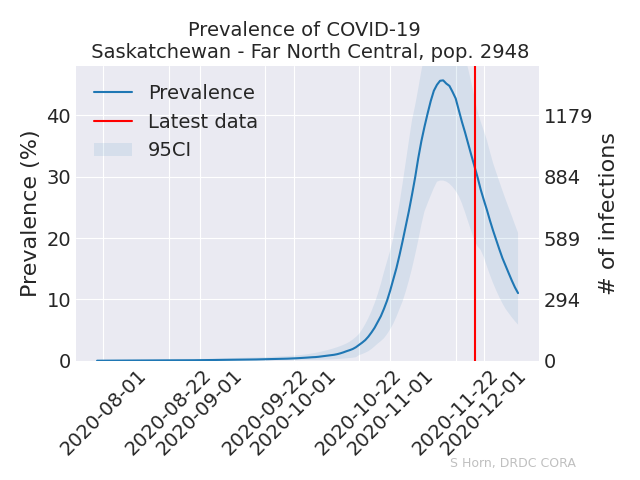 Prevalence of COVID-19
Saskatchewan - Far North Central, pop. 2948
Prevalence
Latest data
95CI
Prevalence (%)
40
30
20
10
0
1179
884
589
294
0
# of infections
2020-08-01
2020-08-22
2020-09-01
2020-09-22
2020-10-01
2020-10-22
2020-11-01
2020-11-22
2020-12-01
S Horn, DRDC CORA